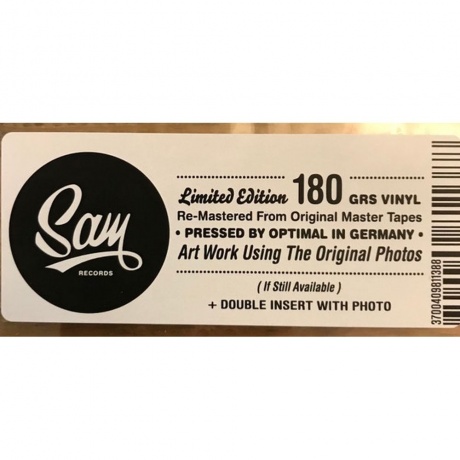 Sam
RECORDS
Limited Edition 180 GRS VINYL
Re-Mastered From Original Master Tapes
• PRESSED BY OPTIMAL IN GERMANY •
Art Work Using The Original Photos
( If Still Available )
+ DOUBLE INSERT WITH PHOTO
3700409811388